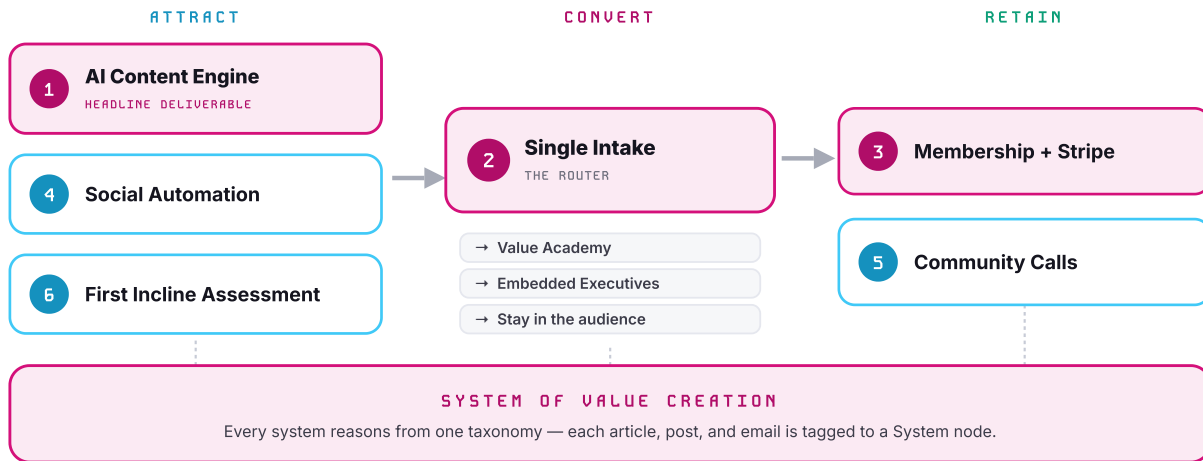 ATTRACT
CONVERT
RETAIN
1
AI Content Engine
HEADLINE DELIVERABLE
4
Social Automation
6
First Incline Assessment
2
Single Intake
THE ROUTER
→ Value Academy
→ Embedded Executives
→ Stay in the audience
3
Membership + Stripe
5
Community Calls
SYSTEM OF VALUE CREATION
Every system reasons from one taxonomy — each article, post, and email is tagged to a System node.